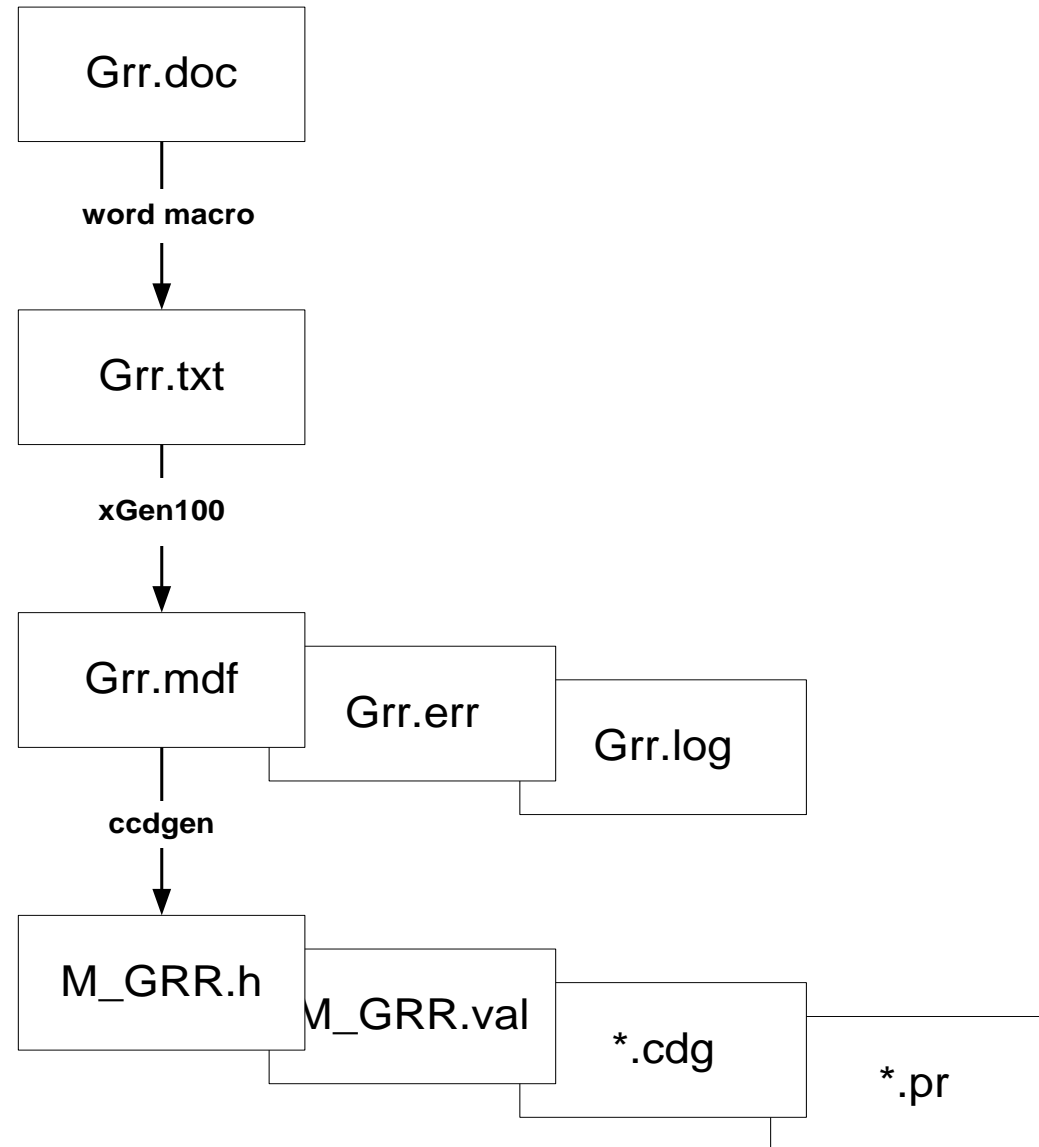 Grr.doc
word macro
Grr.txt
xGen100
Grr.mdf
Grr.err
Grr.log
ccdgen
M_GRR.h
M_GRR.val
*.cdg
*.pr